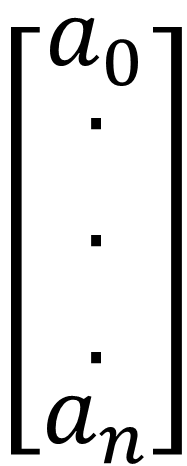 a₀
.
.
.
aₙ